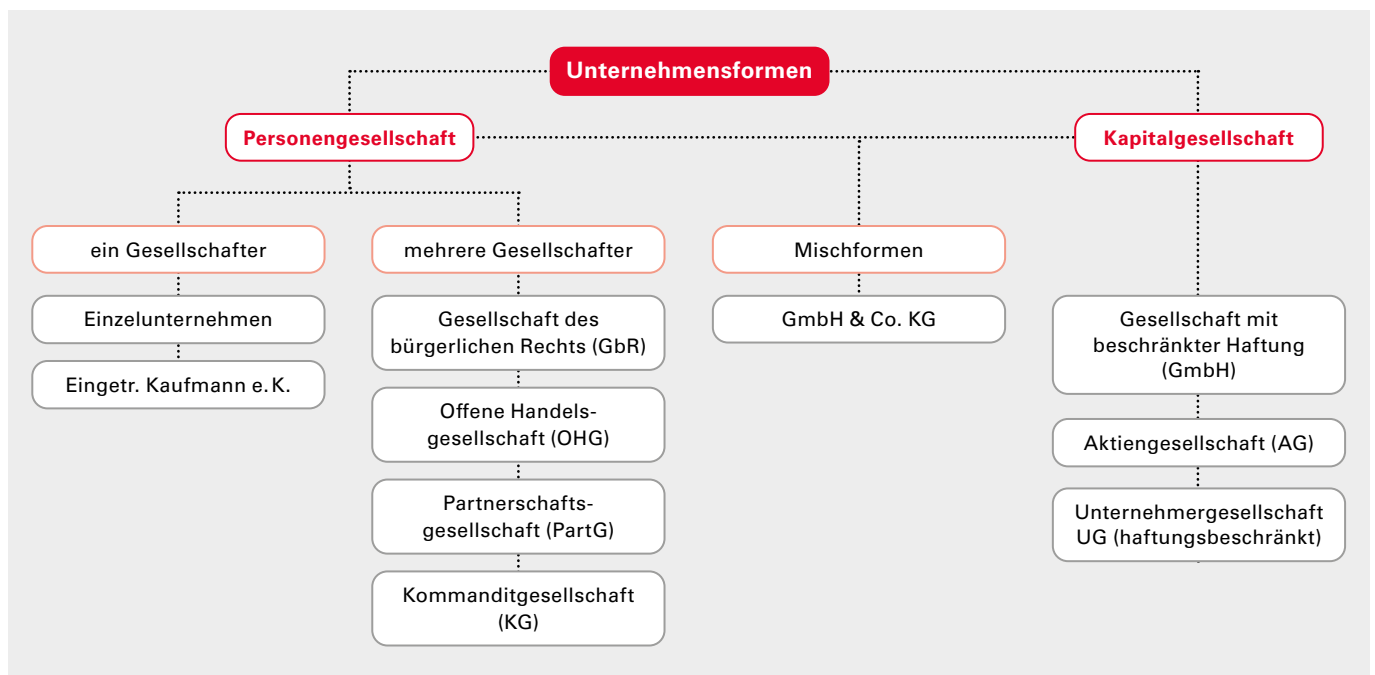 Unternehmensformen
Personengesellschaft
Kapitalgesellschaft
ein Gesellschafter
mehrere Gesellschafter
Mischformen
Einzelunternehmen
Eingetr. Kaufmann e. K.
Gesellschaft des
bürgerlichen Rechts (GbR)
Offene Handels-
gesellschaft (OHG)
Partnerschafts-
gesellschaft (PartG)
Kommanditgesellschaft
(KG)
GmbH & Co. KG
Gesellschaft mit
beschränkter Haftung
(GmbH)
Aktiengesellschaft (AG)
Unternehmergesellschaft
UG (haftungsbeschränkt)